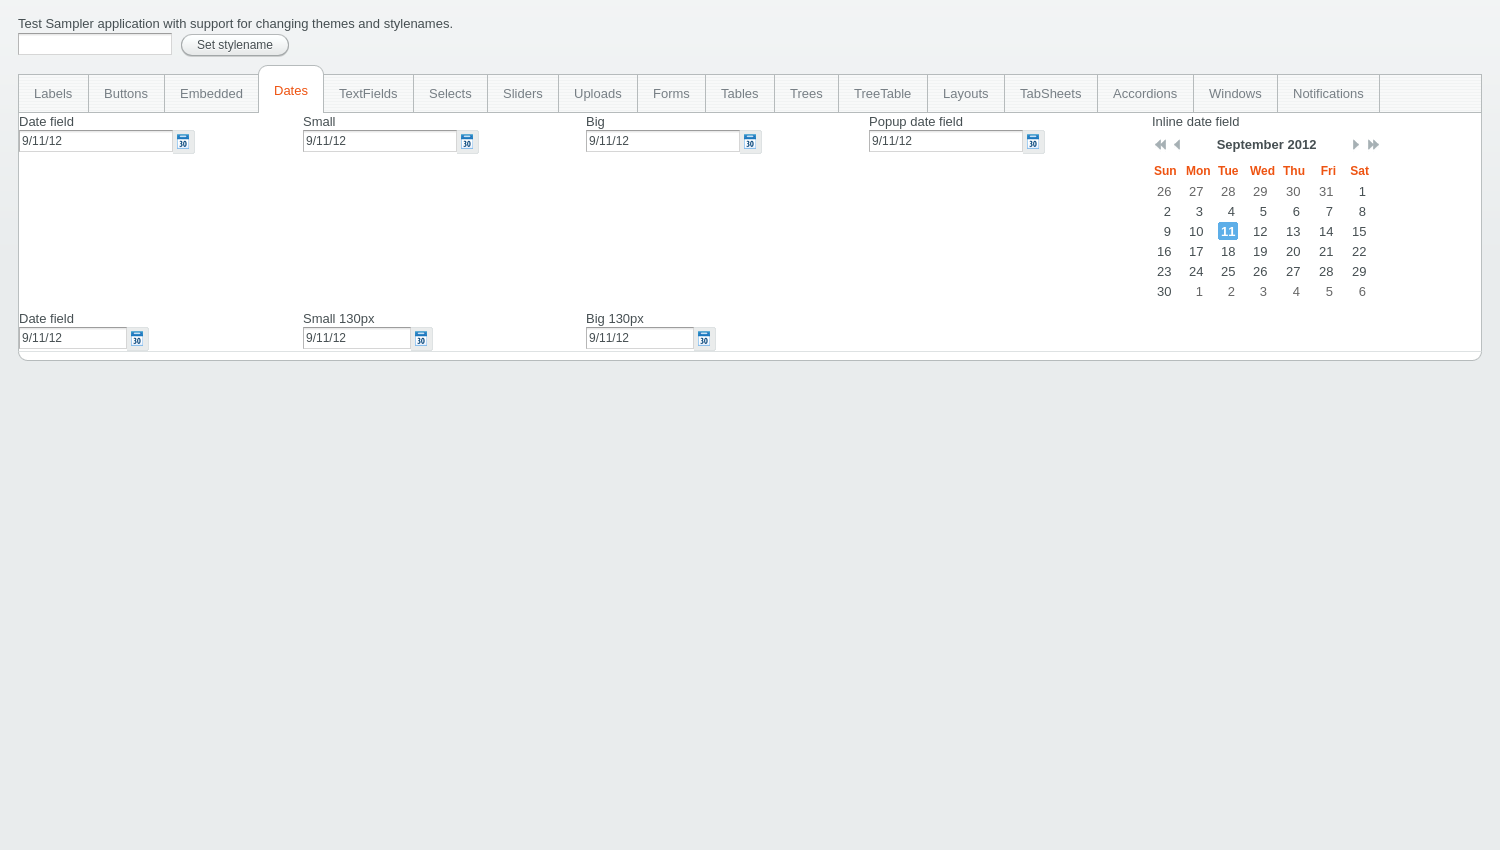 Test Sampler application with support for changing themes and stylenames.
Set stylename
Labels Buttons Embedded Dates TextFields Selects Sliders Uploads Forms Tables Trees TreeTable Layouts TabSheets Accordions Windows Notifications
Date field Small Big Popup date field Inline date field
9/11/12 30 9/11/12 30 9/11/12 30 9/11/12 30
September 2012
Sun Mon Tue Wed Thu Fri Sat
26 27 28 29 30 31 1
2 3 4 5 6 7 8
9 10 11 12 13 14 15
16 17 18 19 20 21 22
23 24 25 26 27 28 29
30 1 2 3 4 5 6
Date field Small 130px Big 130px
9/11/12 30 9/11/12 30 9/11/12 30